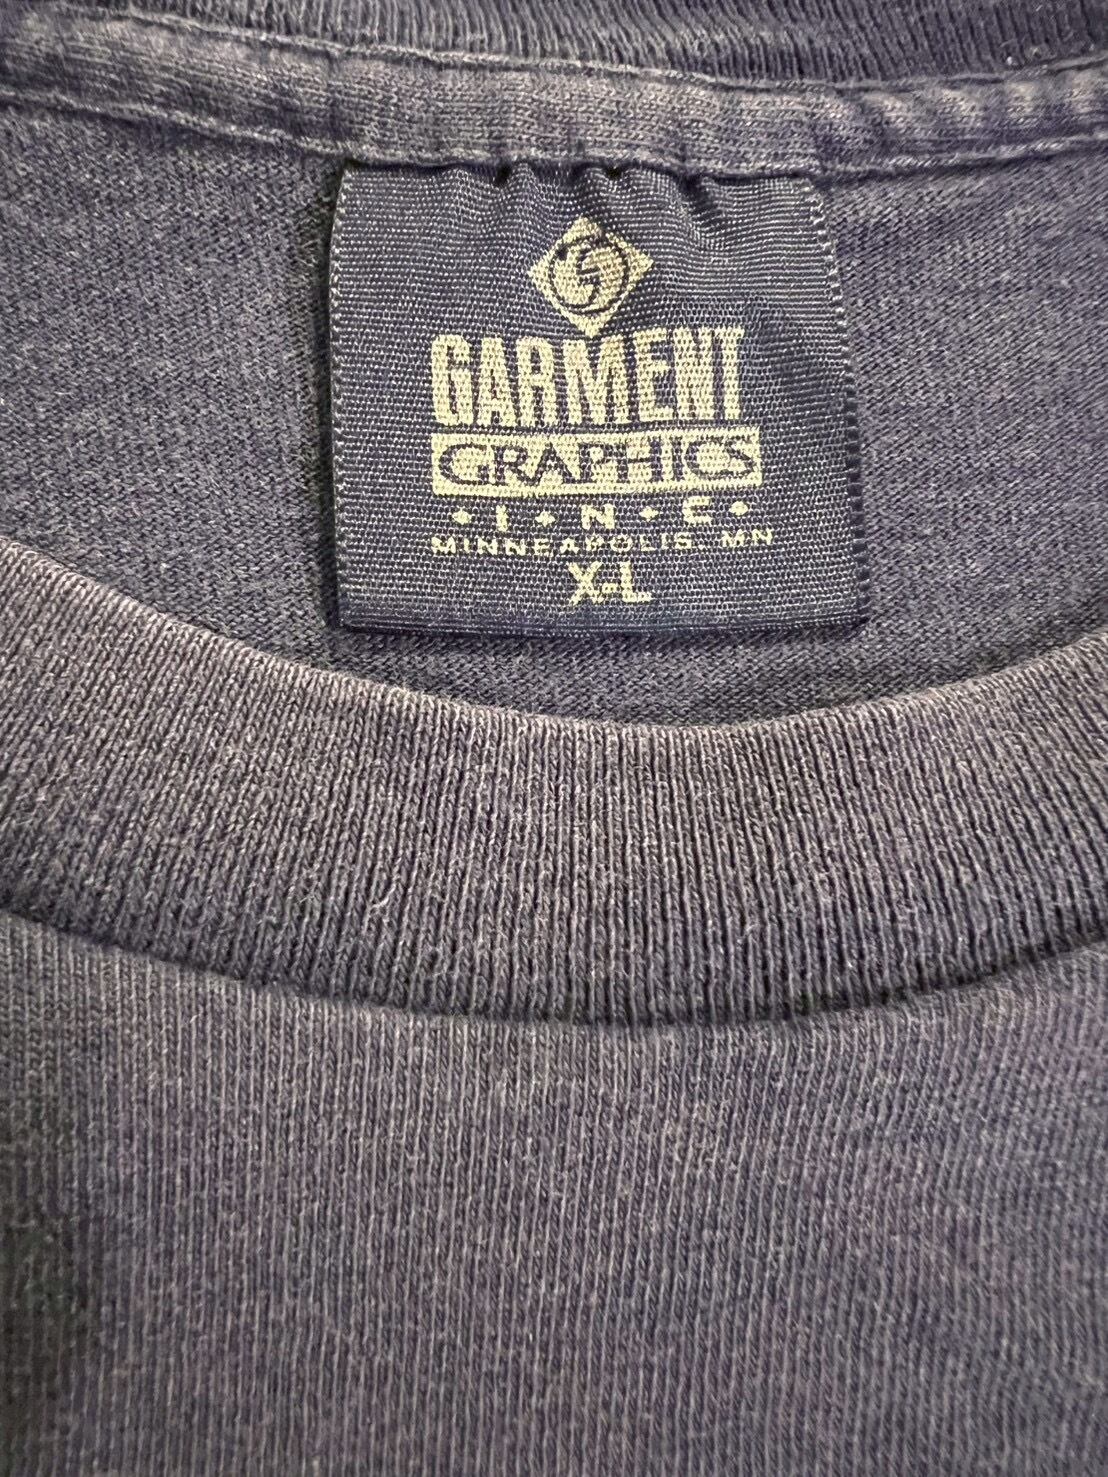 GARMENT
GRAPHICS
• I • N • C •
MINNEAPOLIS MN
X-L